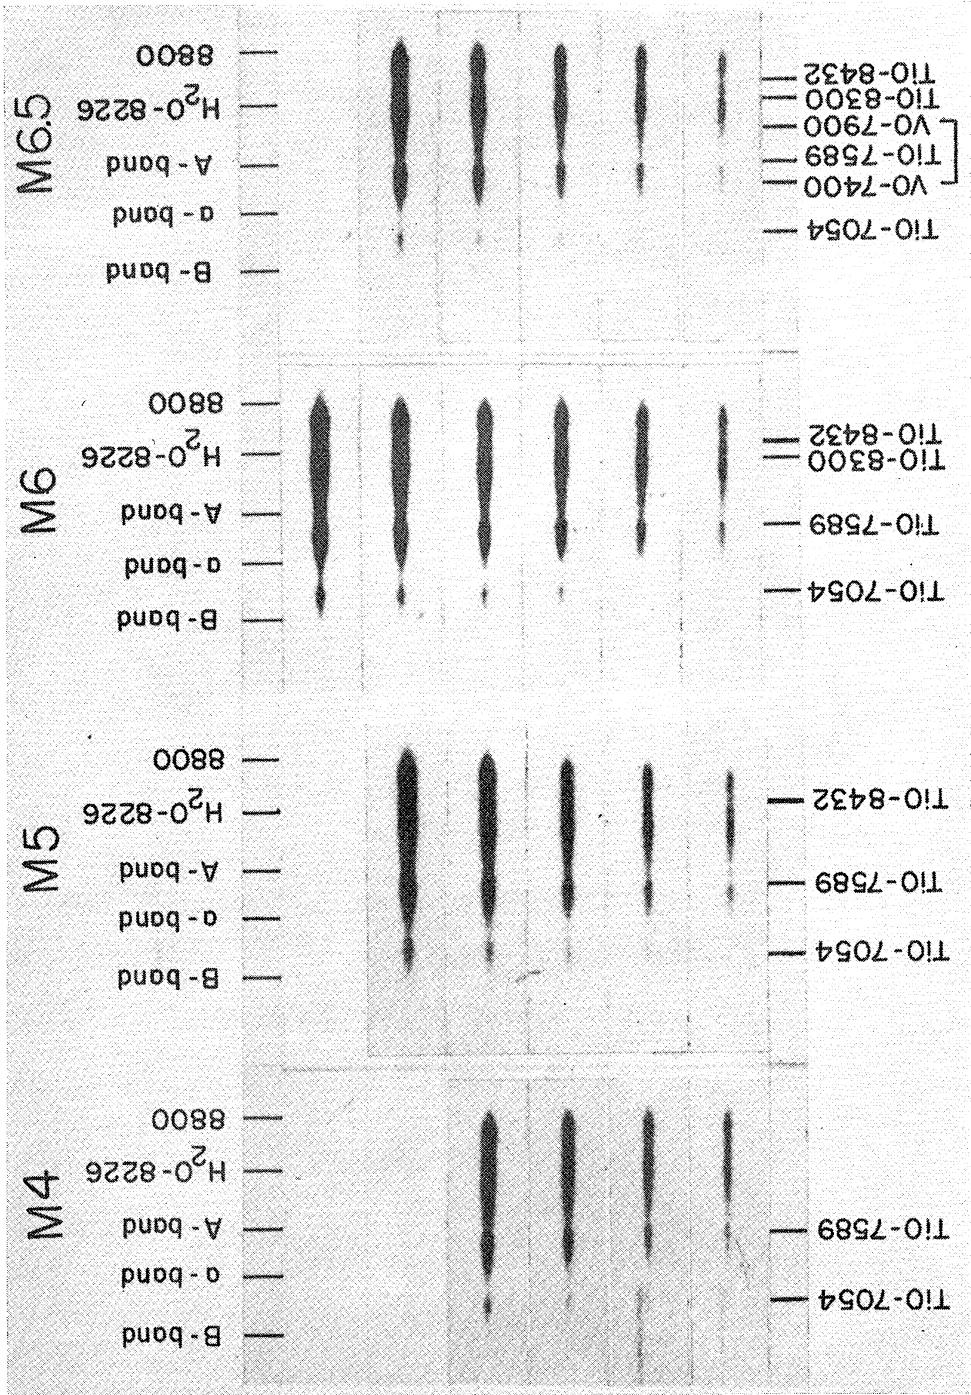 M6.5
8800
H2O-8226
A-band
a-band
B-band
TiO-8432
TiO-8300
VO-7900
TiO-7589
VO-7400
TiO-7054
M6
8800
H2O-8226
A-band
a-band
B-band
TiO-8432
TiO-8300
TiO-7589
TiO-7054
M5
8800
H2O-8226
A-band
a-band
B-band
TiO-8432
TiO-7589
TiO-7054
M4
8800
H2O-8226
A-band
a-band
B-band
TiO-7589
TiO-7054